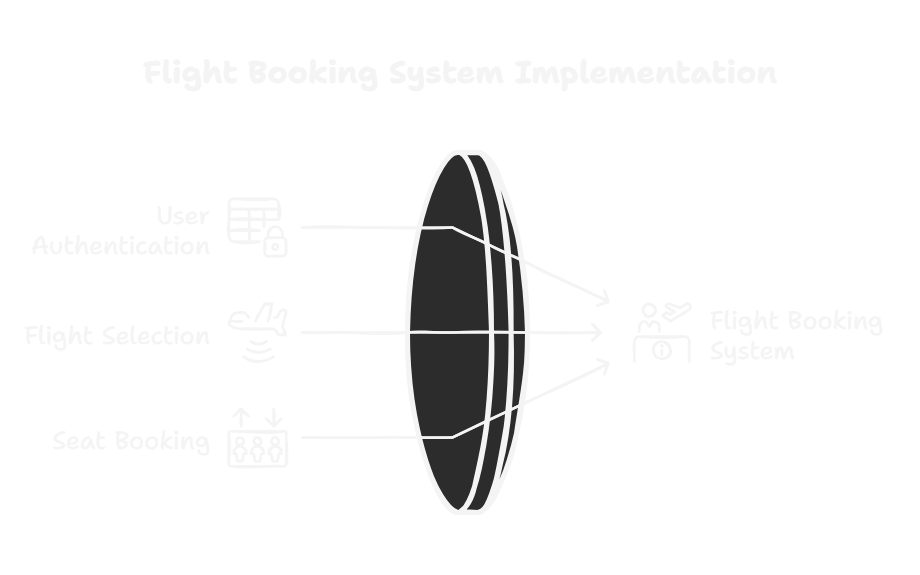 Flight Booking System Implementation
User
Authentication
Flight Selection
Seat Booking
Flight Booking
System